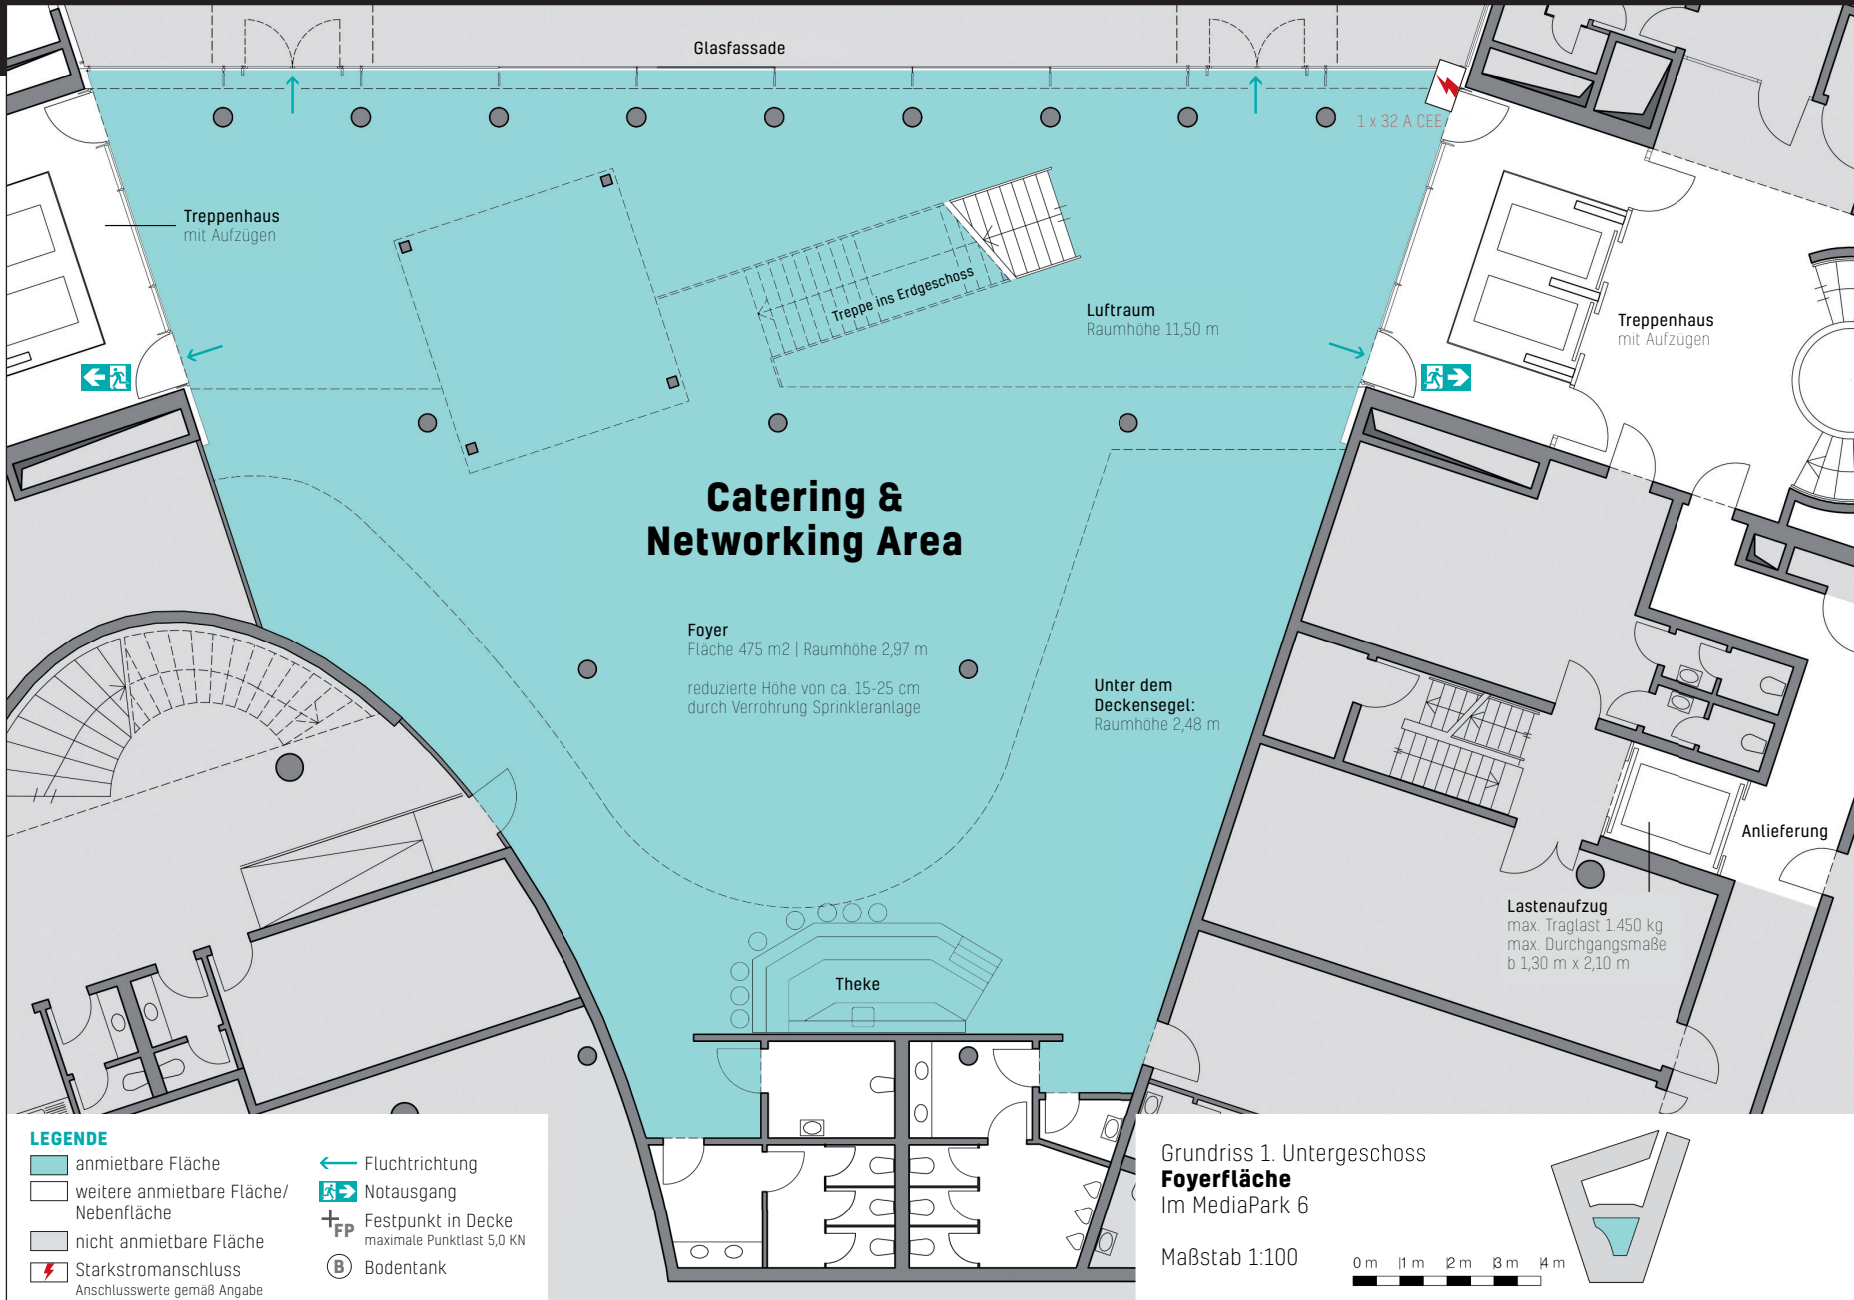 Glasfassade
1 x 32 A CEE
Treppenhaus
mit Aufzügen
Treppe ins Erdgeschoss
Luftraum
Raumhöhe 11,50 m
Treppenhaus
mit Aufzügen
Catering &
Networking Area
Foyer
Fläche 475 m2 | Raumhöhe 2,97 m
reduzierte Höhe von ca. 15-25 cm
durch Verrohrung Sprinkleranlage
Unter dem
Deckensegel:
Raumhöhe 2,48 m
Anlieferung
Lastenaufzug
max. Traglast 1.450 kg
max. Durchgangsmaße
b 1,30 m x 2,10 m
Theke
LEGENDE
anmietbare Fläche
weitere anmietbare Fläche/
Nebenfläche
nicht anmietbare Fläche
Starkstromanschluss
Anschlusswerte gemäß Angabe
Fluchtrichtung
Notausgang
FP Festpunkt in Decke
maximale Punktlast 5,0 KN
B Bodentank
Grundriss 1. Untergeschoss
Foyerfläche
Im MediaPark 6
Maßstab 1:100
0 m |1 m |2 m |3 m |4 m